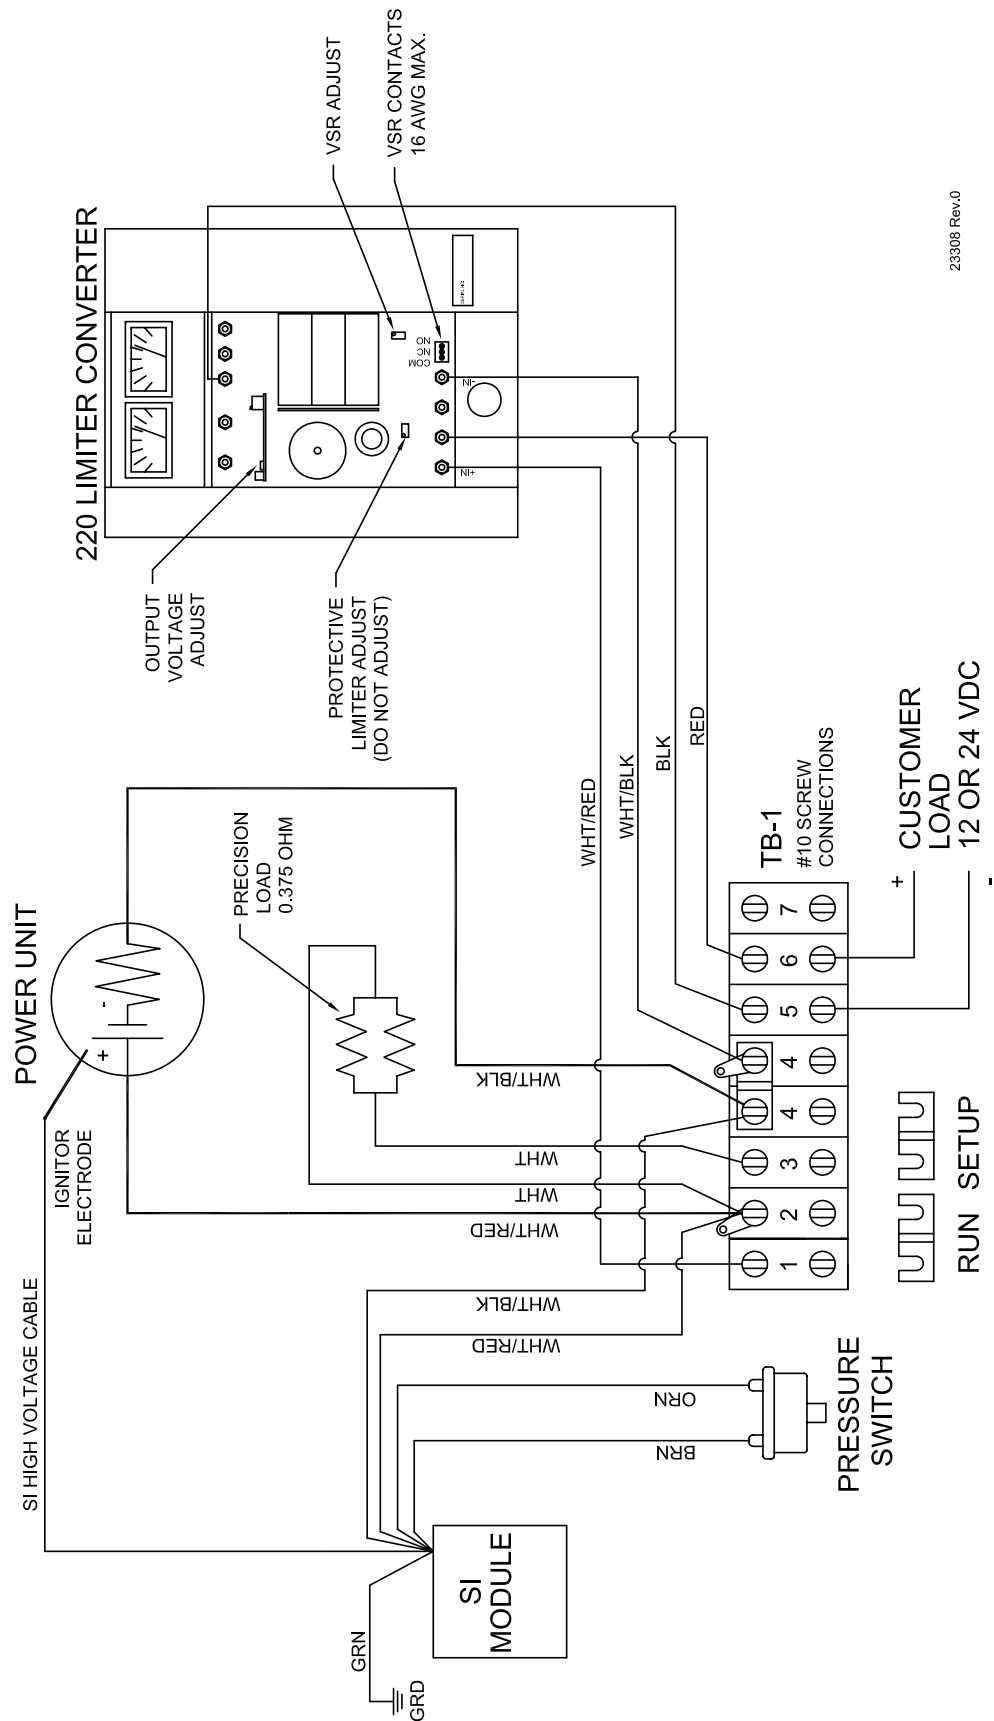 POWER UNIT
+
-
IGNITOR
ELECTRODE
SI HIGH VOLTAGE CABLE
PRECISION
LOAD
0.375 OHM
220 LIMITER CONVERTER
OUTPUT
VOLTAGE
ADJUST
PROTECTIVE
LIMITER ADJUST
(DO NOT ADJUST)
VSR ADJUST
VSR CONTACTS
16 AWG MAX.
COM
NC
NO
IN-
IN+
WHT/RED
WHT/BLK
BLK
RED
WHT/BLK
WHT
WHT
WHT/RED
WHT/BLK
WHT/RED
ORN
BRN
GRN
GRD
SI
MODULE
PRESSURE
SWITCH
1
2
3
4
4
5
6
7
TB-1
#10 SCREW
CONNECTIONS
RUN
SETUP
+
CUSTOMER
LOAD
12 OR 24 VDC
-
23308 Rev.0